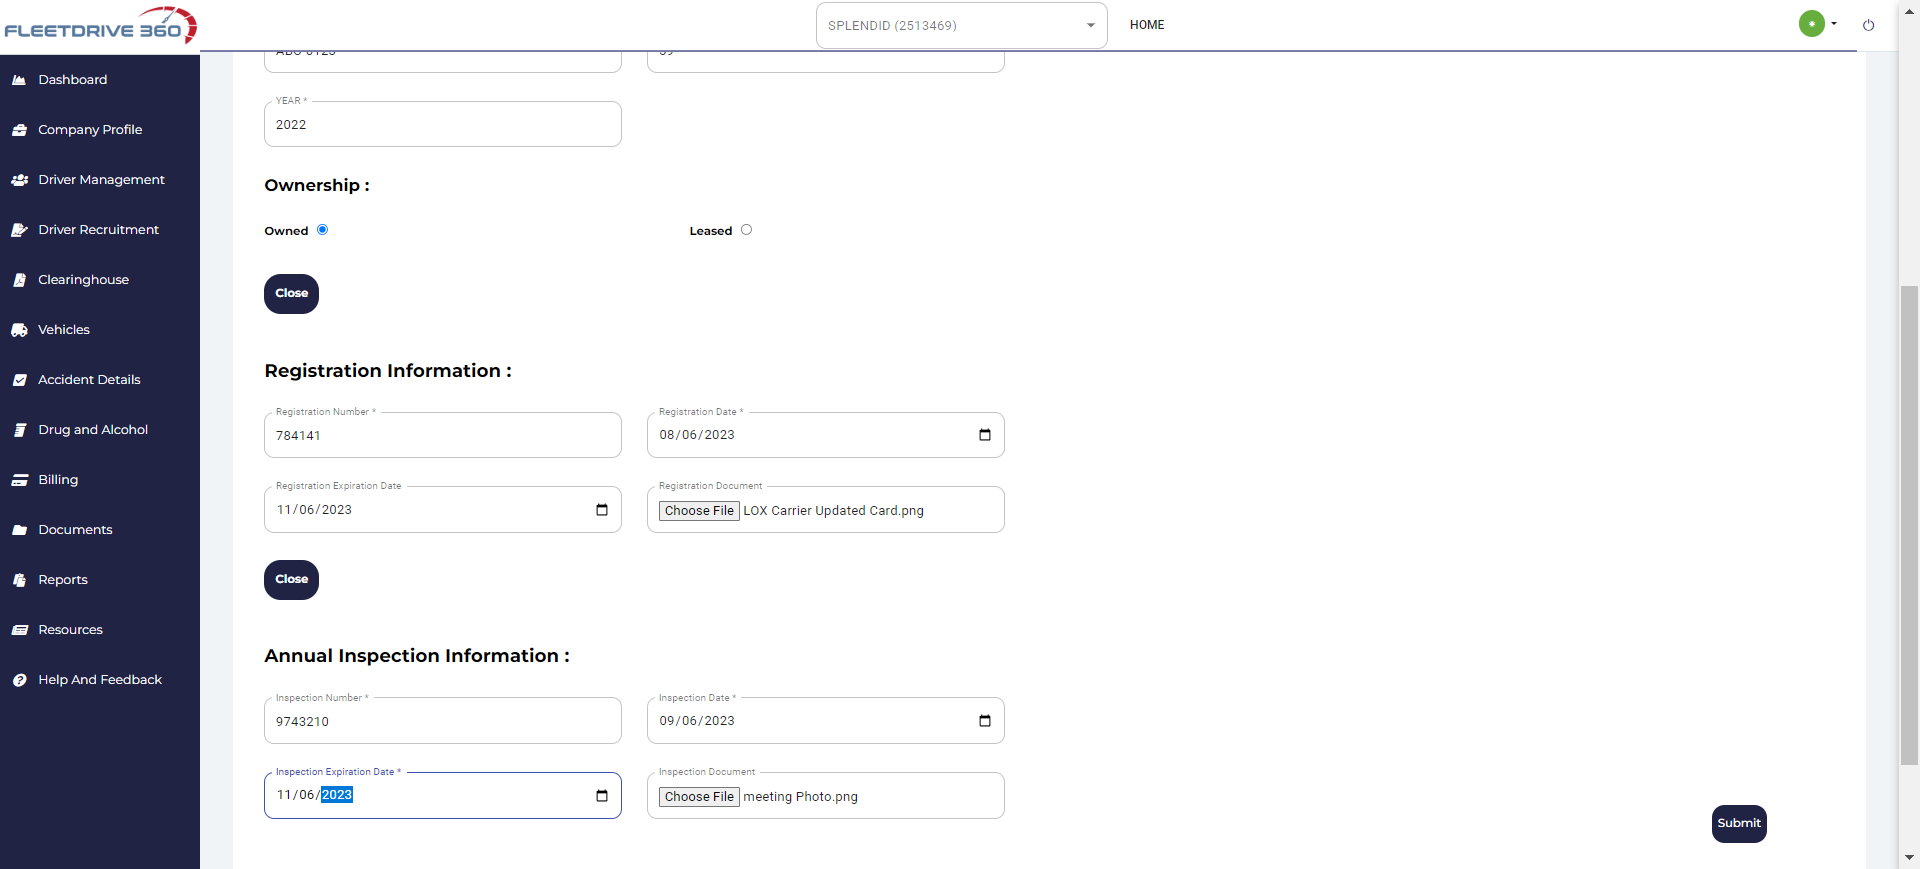 FLEETDRIVE 360
SPLENDID (2513469)
HOME
Dashboard
Company Profile
Driver Management
Driver Recruitment
Clearinghouse
Vehicles
Accident Details
Drug and Alcohol
Billing
Documents
Reports
Resources
Help And Feedback
YEAR *
2022
Ownership :
Owned
Leased
Close
Registration Information :
Registration Number *
784141
Registration Date *
08/06/2023
Registration Expiration Date
11/06/2023
Registration Document
Choose File LOX Carrier Updated Card.png
Close
Annual Inspection Information :
Inspection Number *
9743210
Inspection Date *
09/06/2023
Inspection Expiration Date *
11/06/2023
Inspection Document
Choose File meeting Photo.png
Submit